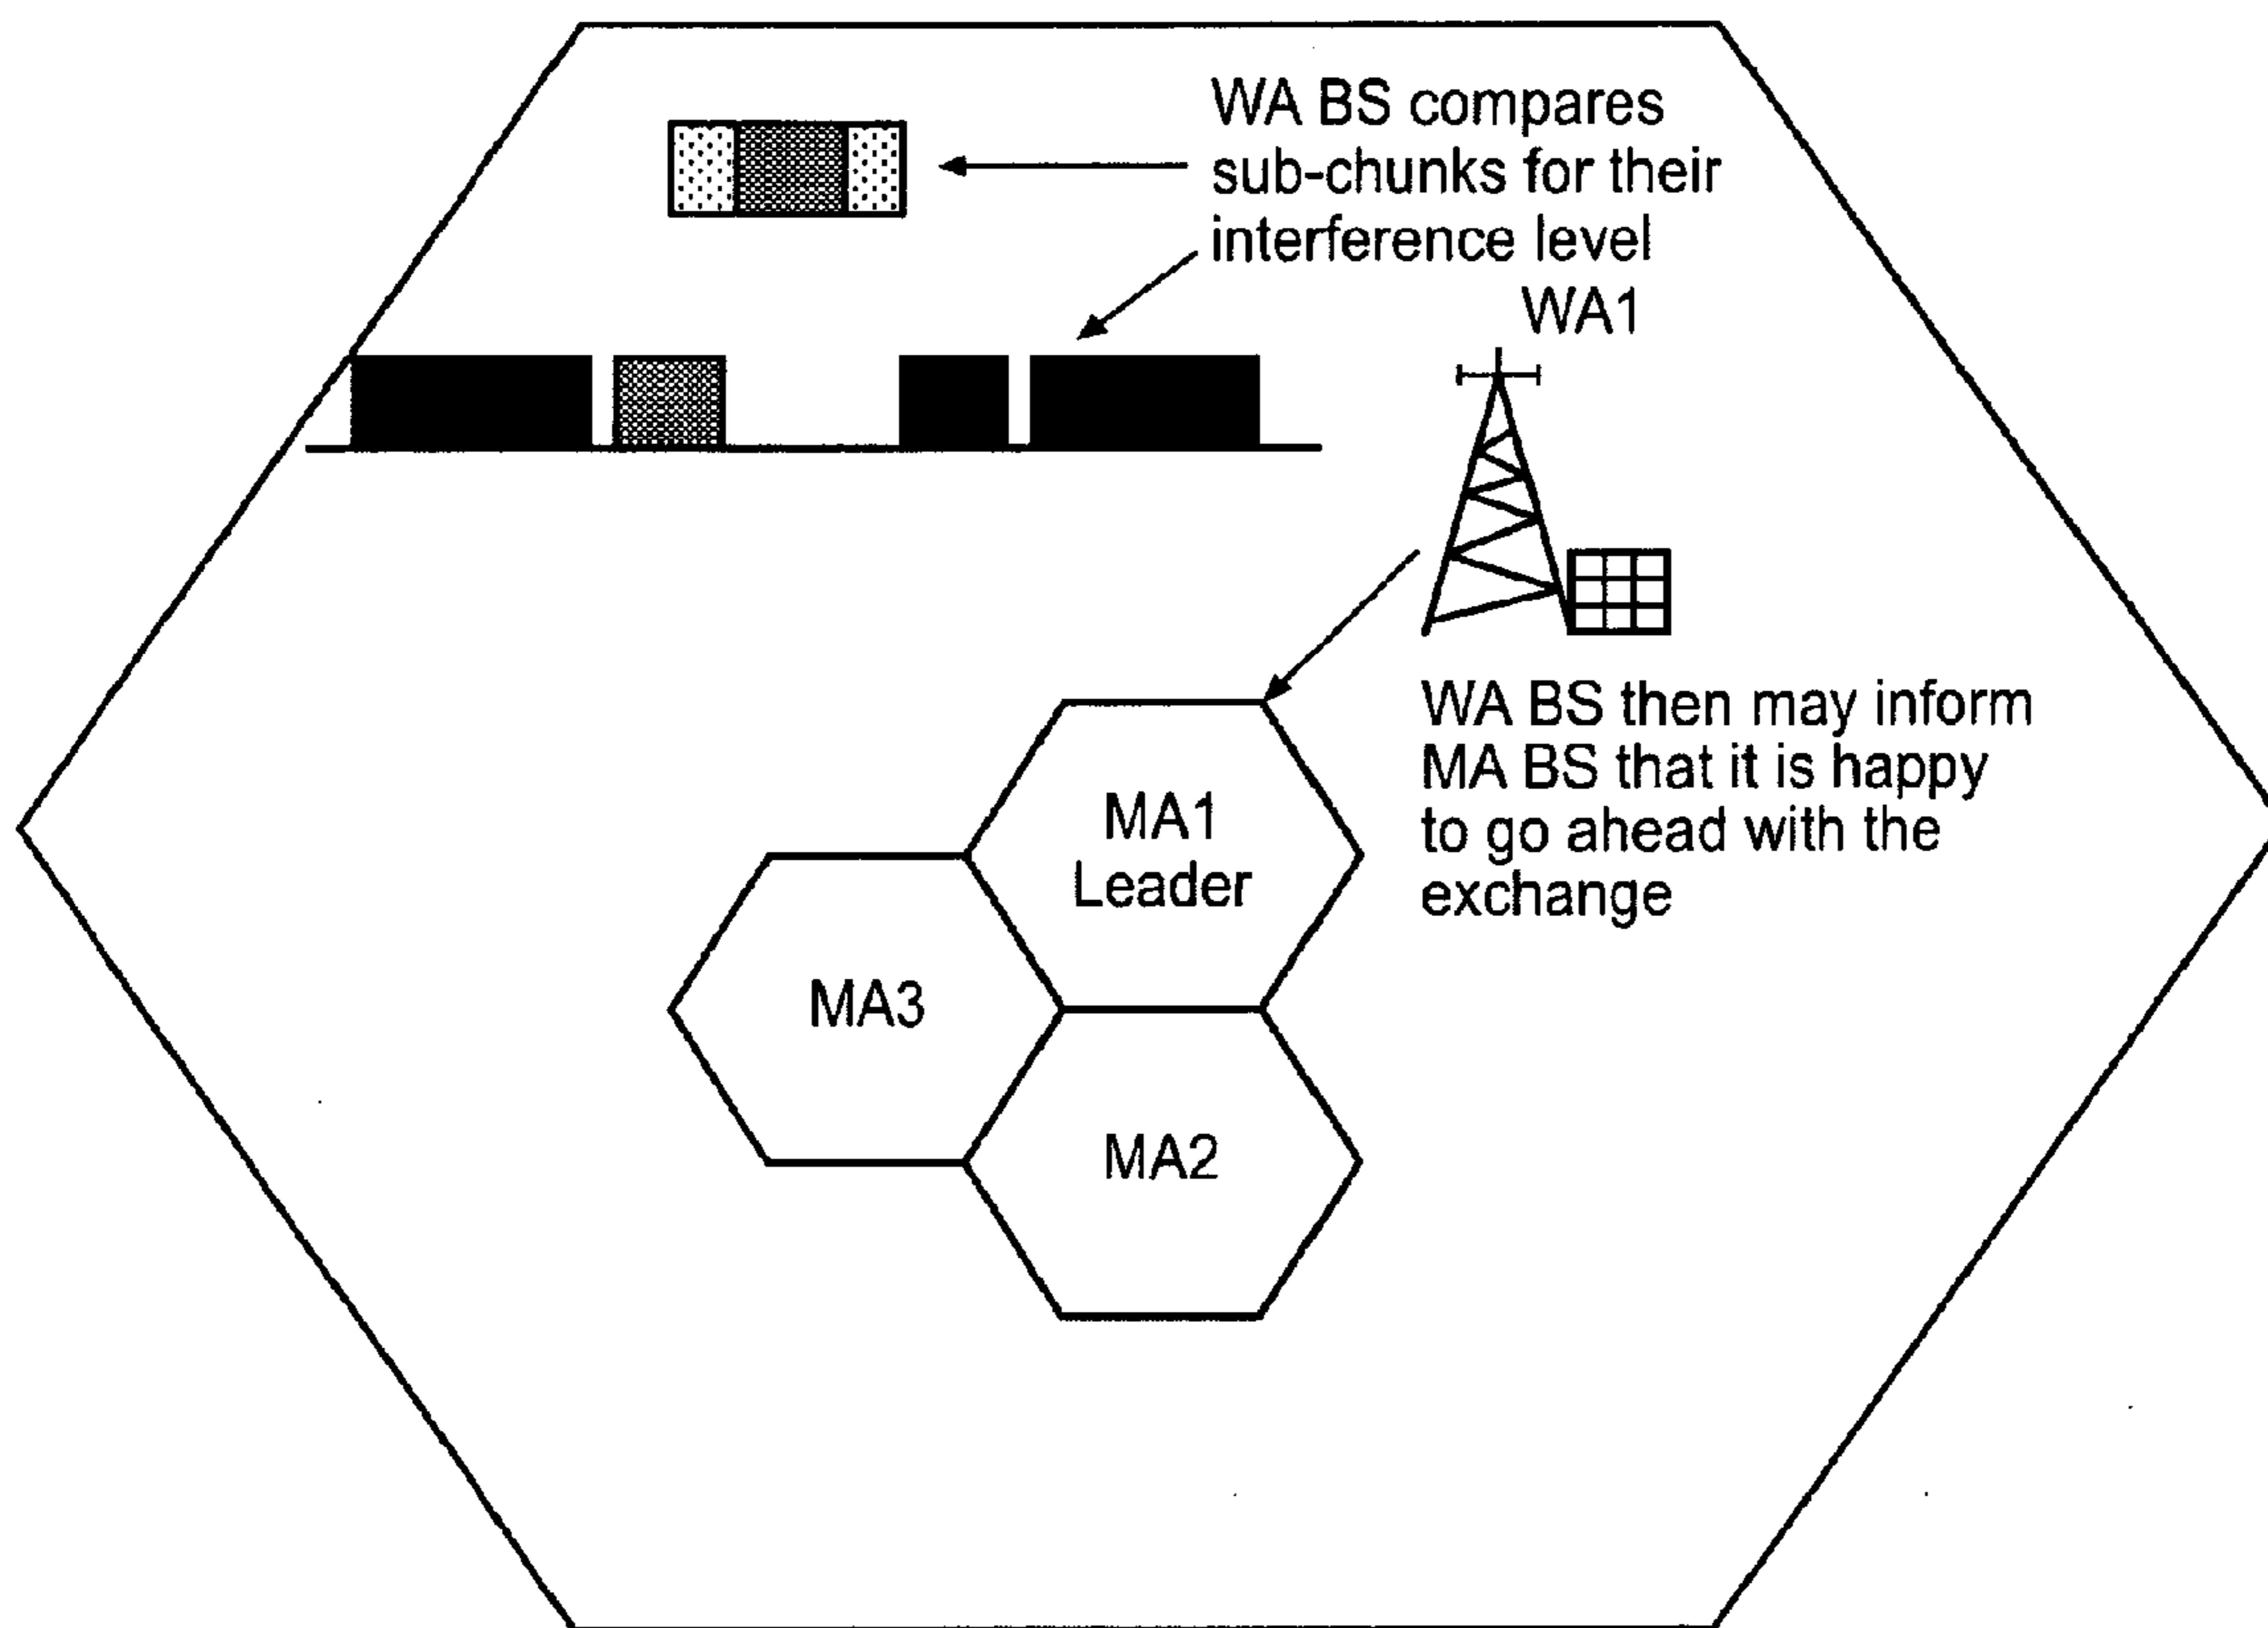 WA BS compares
sub-chunks for their
interference level
WA1
WA BS then may inform
MA BS that it is happy
to go ahead with the
exchange
MA1
Leader
MA3
MA2